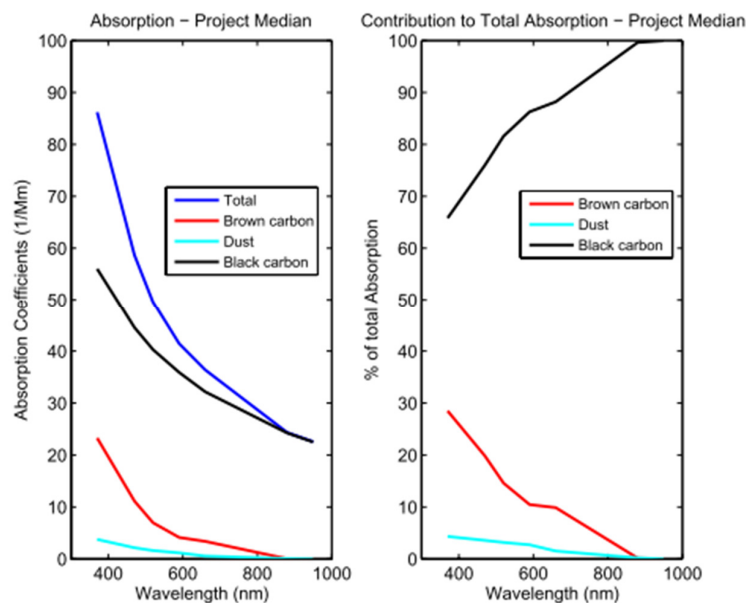 Absorption − Project Median
100
90
80
70
60
50
40
30
20
10
0
Absorption Coefficients (1/Mm)
Total
Brown carbon
Dust
Black carbon
400 600 800 1000
Wavelength (nm)
Contribution to Total Absorption − Project Median
100
90
80
70
60
50
40
30
20
10
0
% of total Absorption
Brown carbon
Dust
Black carbon
400 600 800 1000
Wavelength (nm)